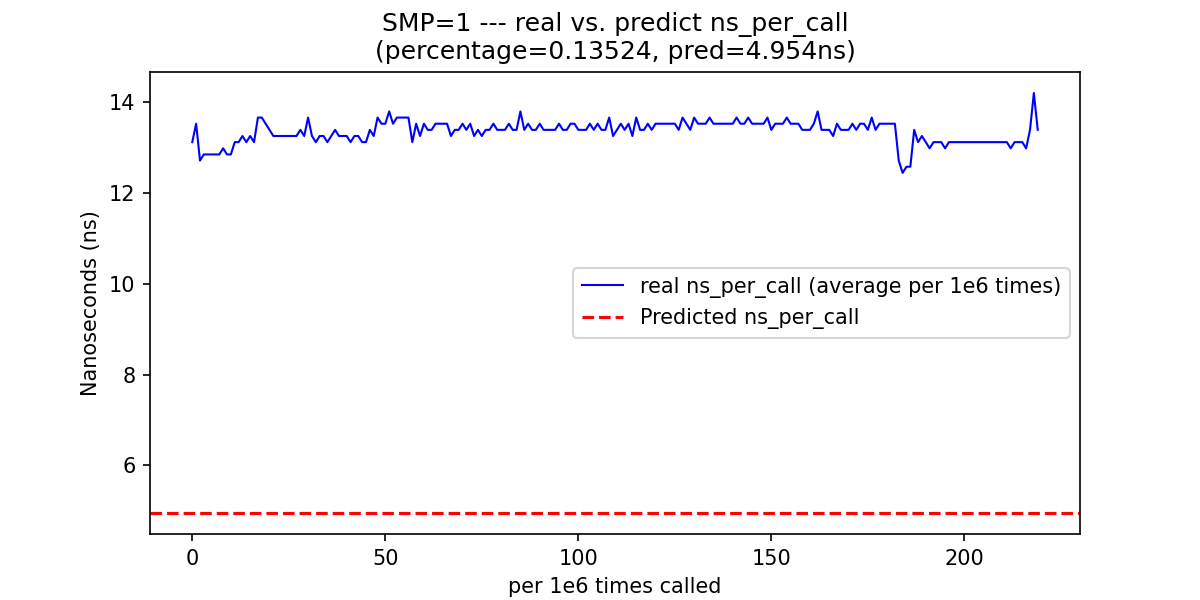 SMP=1 --- real vs. predict ns_per_call
(percentage=0.13524, pred=4.954ns)
Nanoseconds (ns)
14
12
10
8
6
real ns_per_call (average per 1e6 times)
Predicted ns_per_call
0 50 100 150 200
per 1e6 times called